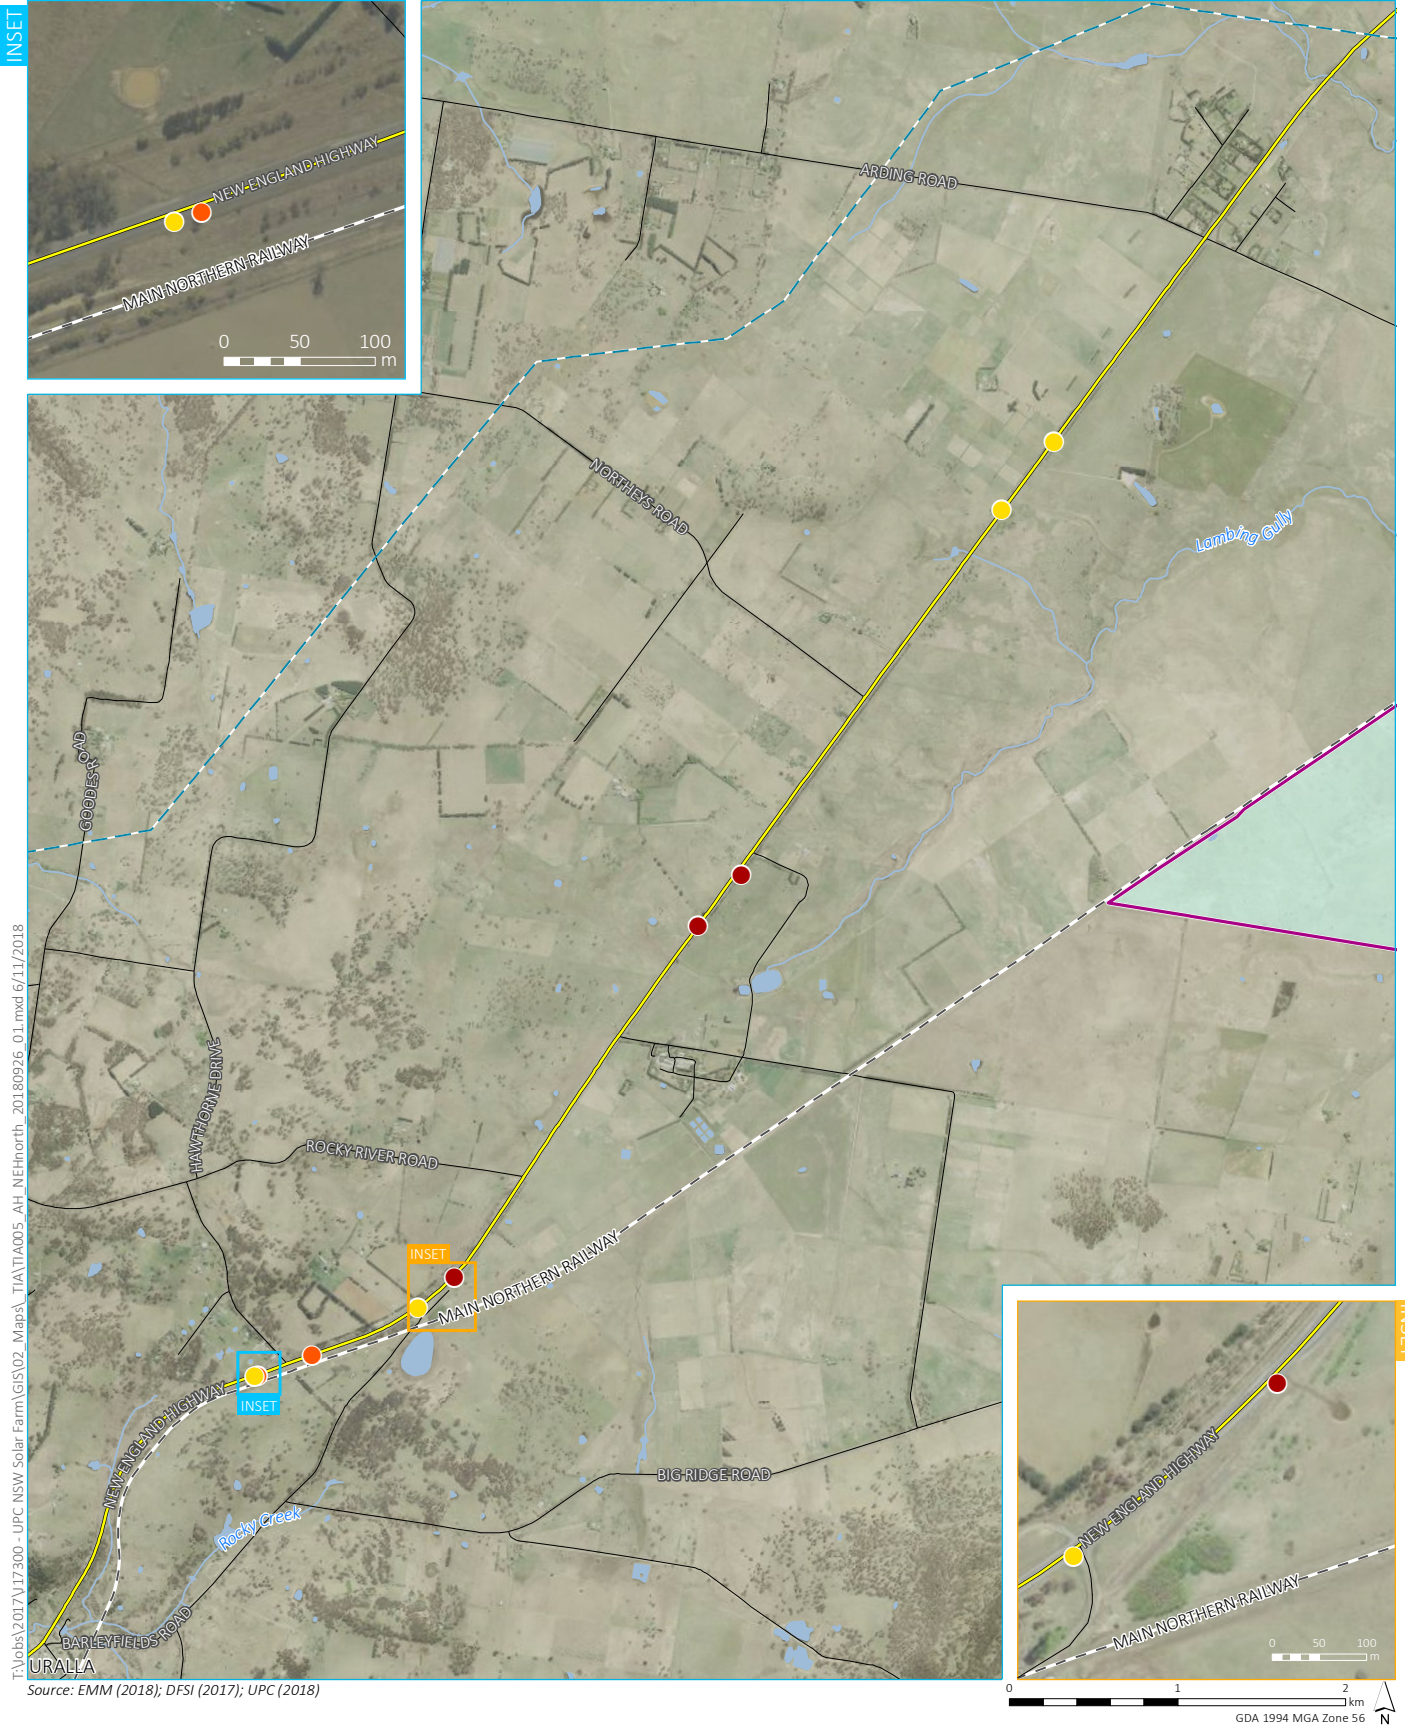 INSET
NEW ENGLAND HIGHWAY
MAIN NORTHERN RAILWAY
0 50 100
m
ARDING ROAD
NORTHEYS ROAD
Lambing Gully
GOODES ROAD
HAWTHORNE DRIVE
ROCKY RIVER ROAD
INSET
MAIN NORTHERN RAILWAY
INSET
NEW ENGLAND HIGHWAY
BIG RIDGE ROAD
Rocky Creek
BARLEYFIELDS ROAD
URALLA
INSET
NEW ENGLAND HIGHWAY
MAIN NORTHERN RAILWAY
0 50 100
m
T:\Jobs\2017\J17300 - UPC NSW Solar Farm\GIS\02_Maps\_TIA\TIA005_AH_NEHnorth_20180926_01.mxd 6/11/2018
Source: EMM (2018); DFSI (2017); UPC (2018)
0 1 2
km
GDA 1994 MGA Zone 56
N